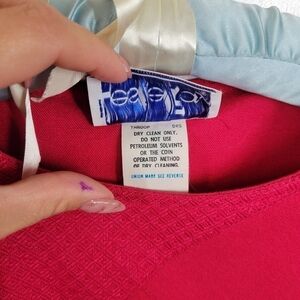 THROOP
DRY CLEAN ONLY.
DO NOT USE
PETROLEUM SOLVENTS
OR THE COIN
OPERATED METHOD
OF DRY CLEANING.
UNION MADE SEE REVERSE